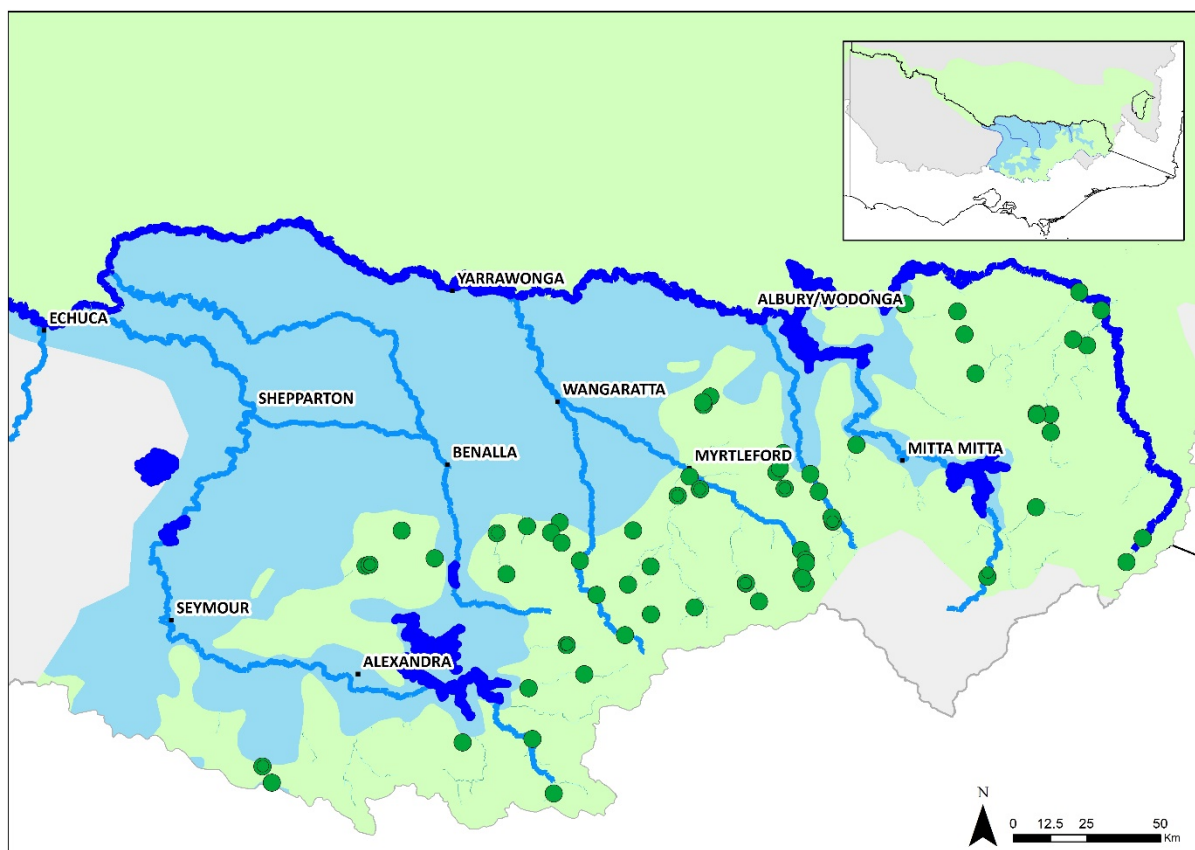 YARRAWONGA
ALBURY/WODONGA
ECHUCA
SHEPPARTON
WANGARATTA
BENALLA
MYRTLEFORD
MITTA MITTA
SEYMOUR
ALEXANDRA
N
0 12.5 25 50
Km